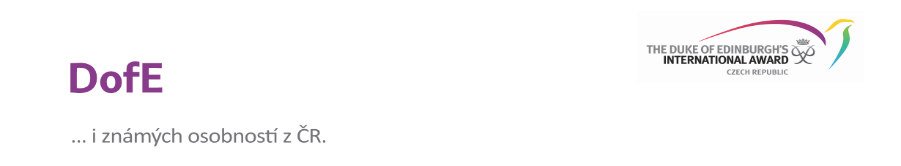 THE DUKE OF EDINBURGH'S
INTERNATIONAL AWARD
CZECH REPUBLIC
DofE
... i známých osobností z ČR.